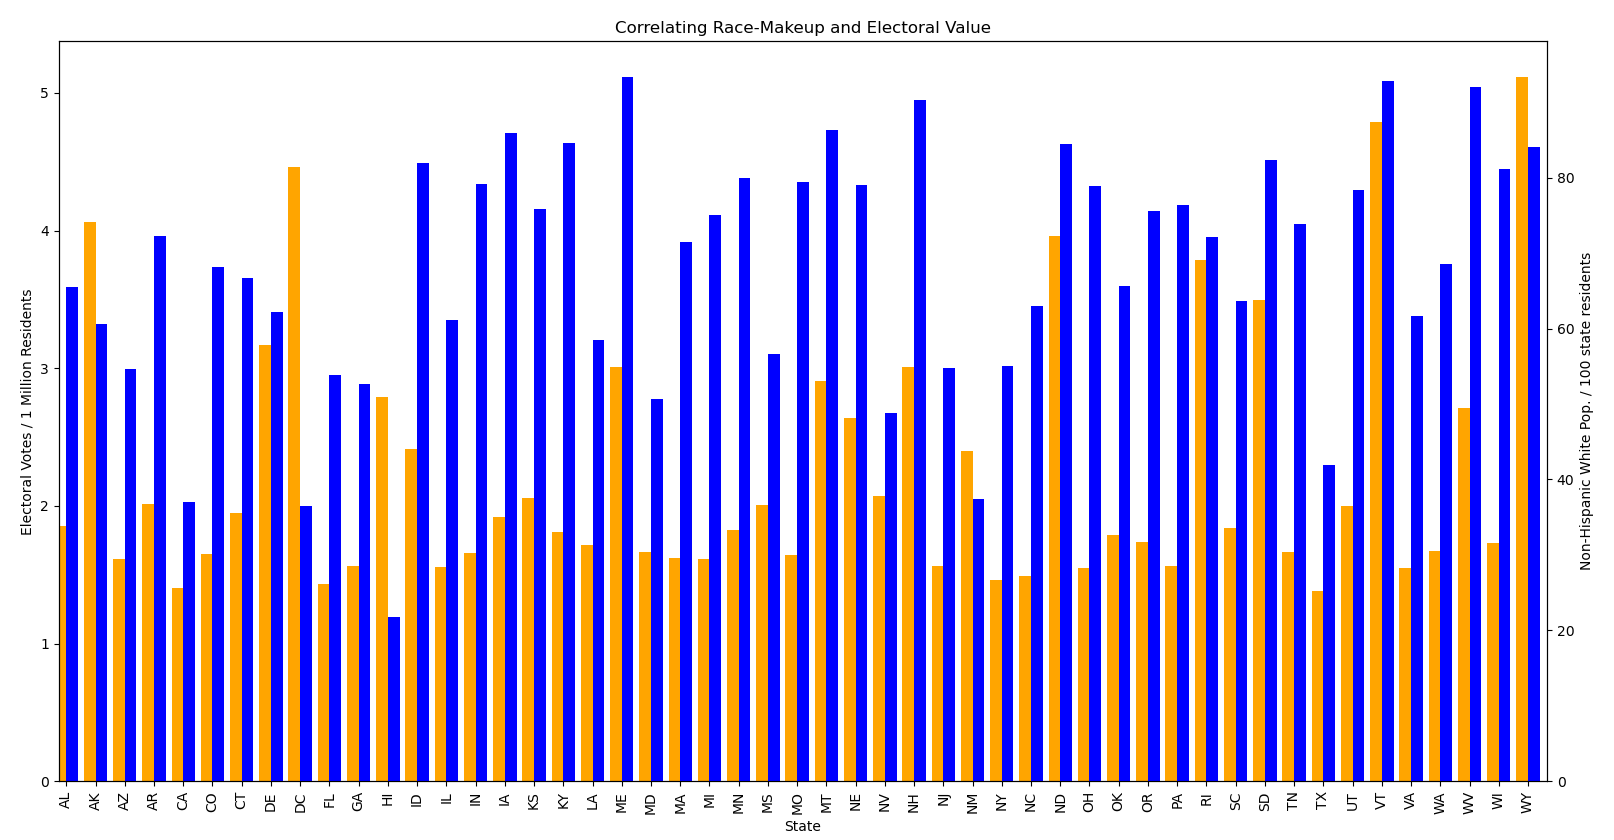 Correlating Race-Makeup and Electoral Value
Electoral Votes / 1 Million Residents
5
4
3
2
1
0
Non-Hispanic White Pop. / 100 state residents
80
60
40
20
0
AL AK AZ AR CA CO CT DE DC FL GA HI ID IL IN IA KS KY LA ME MD MA MI MN MS MO MT NE NV NH NJ NM NY NC ND OH OK OR PA RI SC SD TN TX UT VT VA WA WV WI WY
State